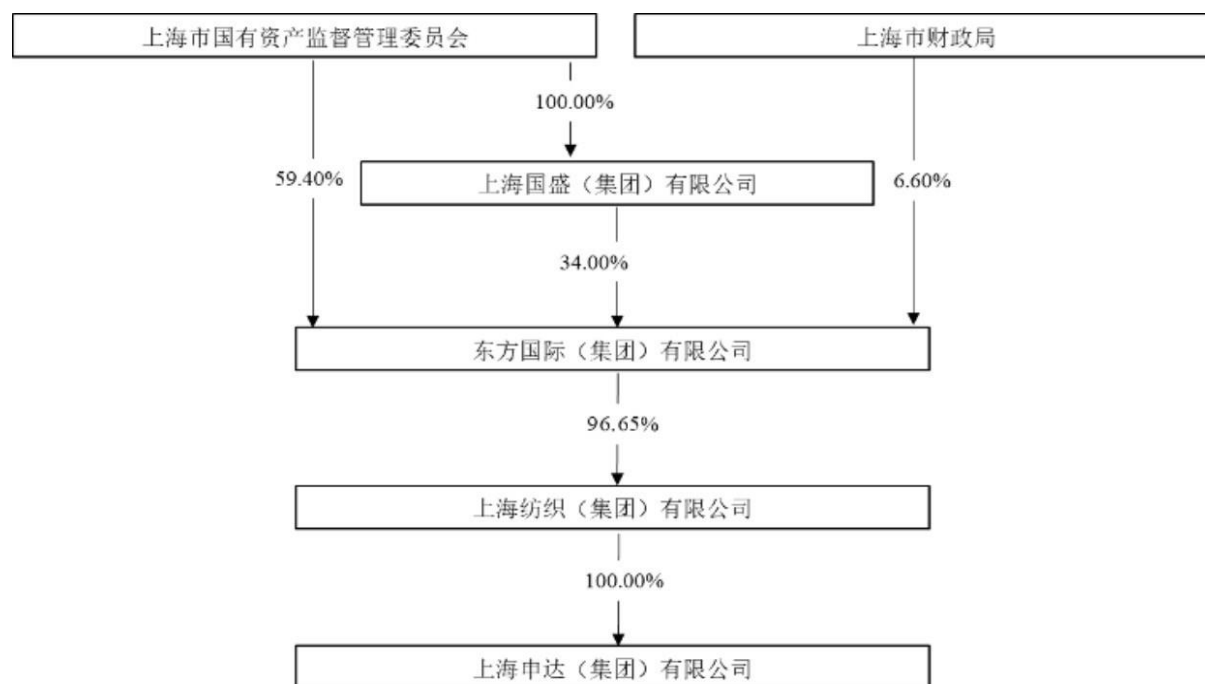 上海市国有资产监督管理委员会
上海市财政局
100.00%
59.40%
上海国盛（集团）有限公司
6.60%
34.00%
东方国际（集团）有限公司
96.65%
上海纺织（集团）有限公司
100.00%
上海申达（集团）有限公司